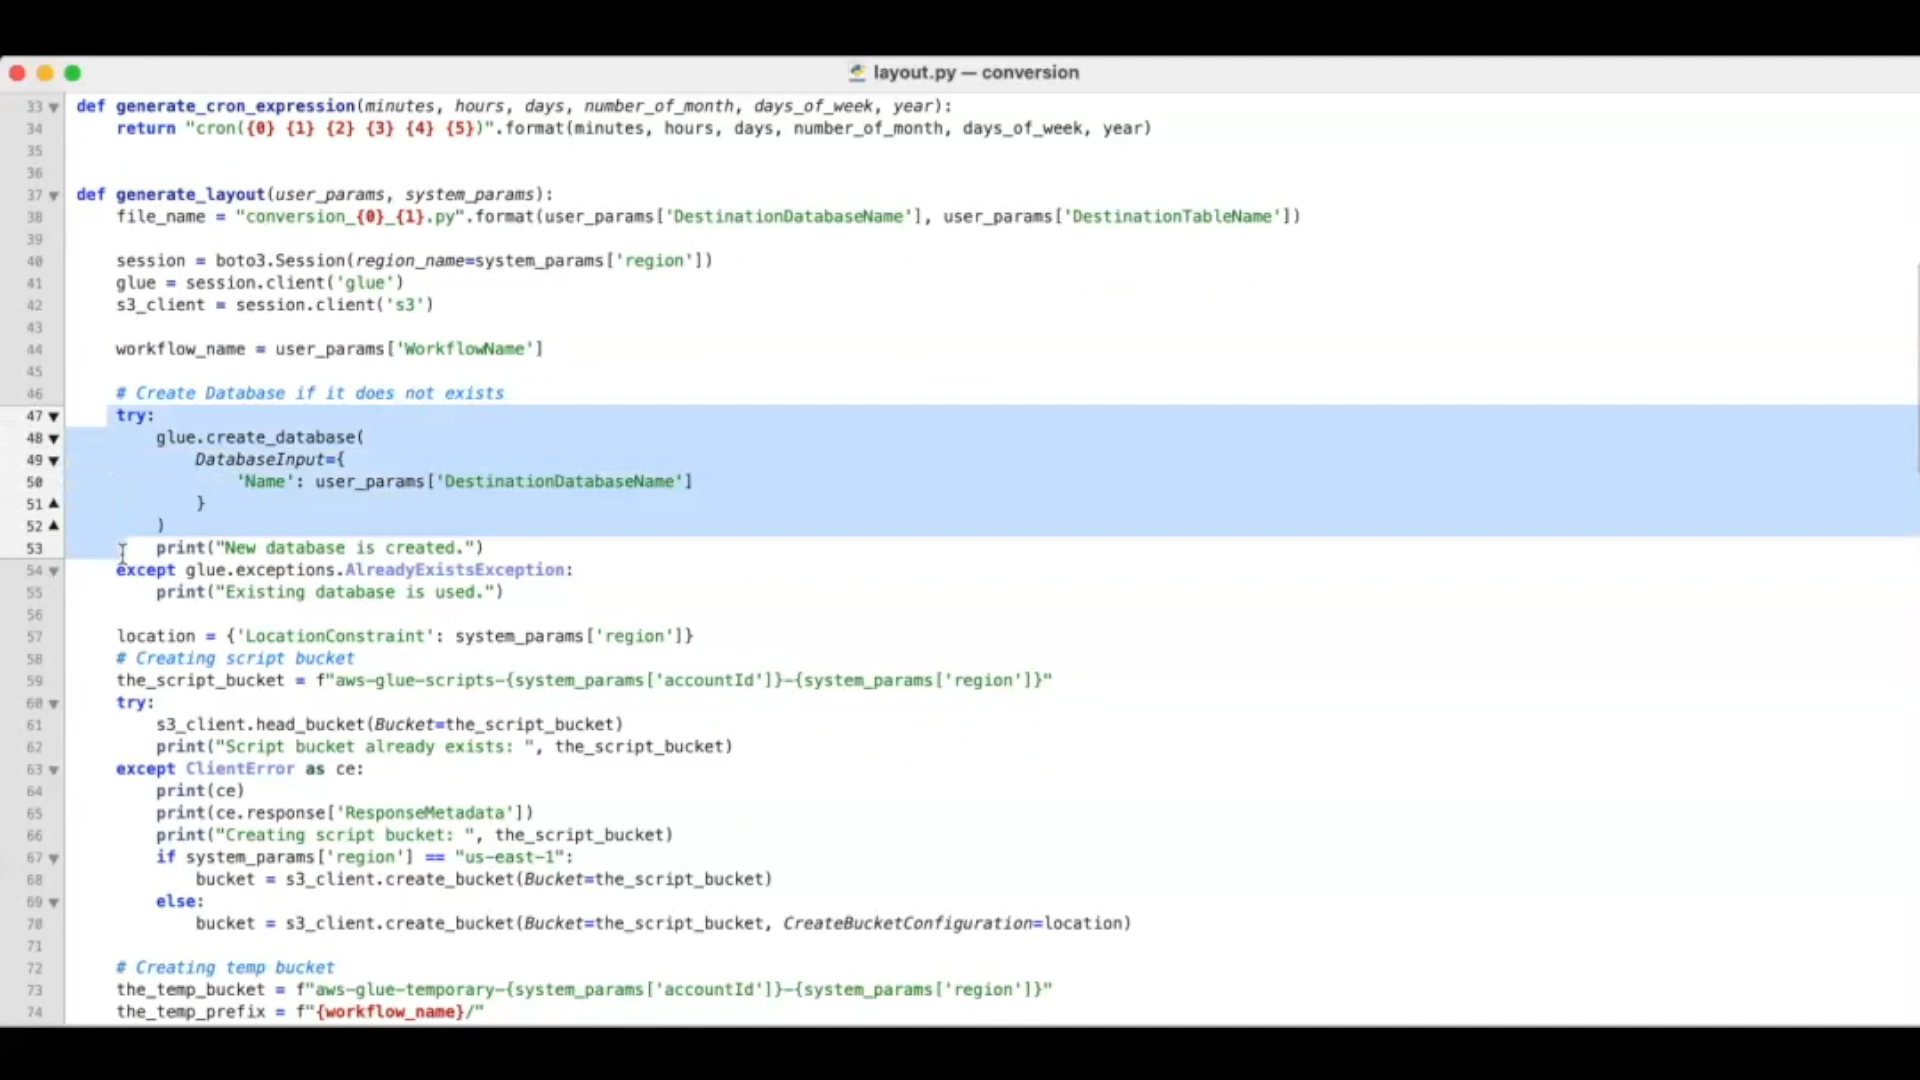 layout.py — conversion
33 def generate_cron_expression(minutes, hours, days, number_of_month, days_of_week, year):
34 return "cron({0} {1} {2} {3} {4} {5})".format(minutes, hours, days, number_of_month, days_of_week, year)
35
36
37 def generate_layout(user_params, system_params):
38 file_name = "conversion_{0}_{1}.py".format(user_params['DestinationDatabaseName'], user_params['DestinationTableName'])
39
40 session = boto3.Session(region_name=system_params['region'])
41 glue = session.client('glue')
42 s3_client = session.client('s3')
43
44 workflow_name = user_params['WorkflowName']
45
46 # Create Database if it does not exists
47 try:
48 glue.create_database(
49 DatabaseInput={
50 'Name': user_params['DestinationDatabaseName']
51 }
52 )
53 print("New database is created.")
54 except glue.exceptions.AlreadyExistsException:
55 print("Existing database is used.")
56
57 location = {'LocationConstraint': system_params['region']}
58 # Creating script bucket
59 the_script_bucket = f"aws-glue-scripts-{system_params['accountId']}-{system_params['region']}"
60 try:
61 s3_client.head_bucket(Bucket=the_script_bucket)
62 print("Script bucket already exists: ", the_script_bucket)
63 except ClientError as ce:
64 print(ce)
65 print(ce.response['ResponseMetadata'])
66 print("Creating script bucket: ", the_script_bucket)
67 if system_params['region'] == "us-east-1":
68 bucket = s3_client.create_bucket(Bucket=the_script_bucket)
69 else:
70 bucket = s3_client.create_bucket(Bucket=the_script_bucket, CreateBucketConfiguration=location)
71
72 # Creating temp bucket
73 the_temp_bucket = f"aws-glue-temporary-{system_params['accountId']}-{system_params['region']}"
74 the_temp_prefix = f"{workflow_name}/"